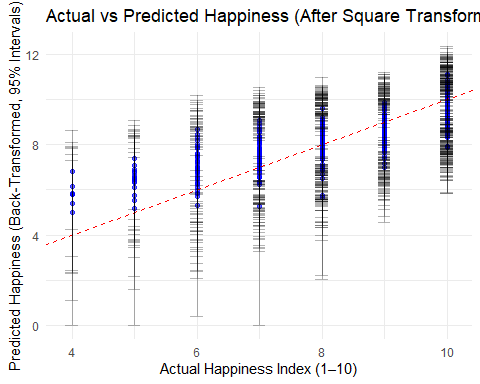 Actual vs Predicted Happiness (After Square Transform
Predicted Happiness (Back-Transformed, 95% Intervals)
12
8
4
0
4 6 8 10
Actual Happiness Index (1–10)